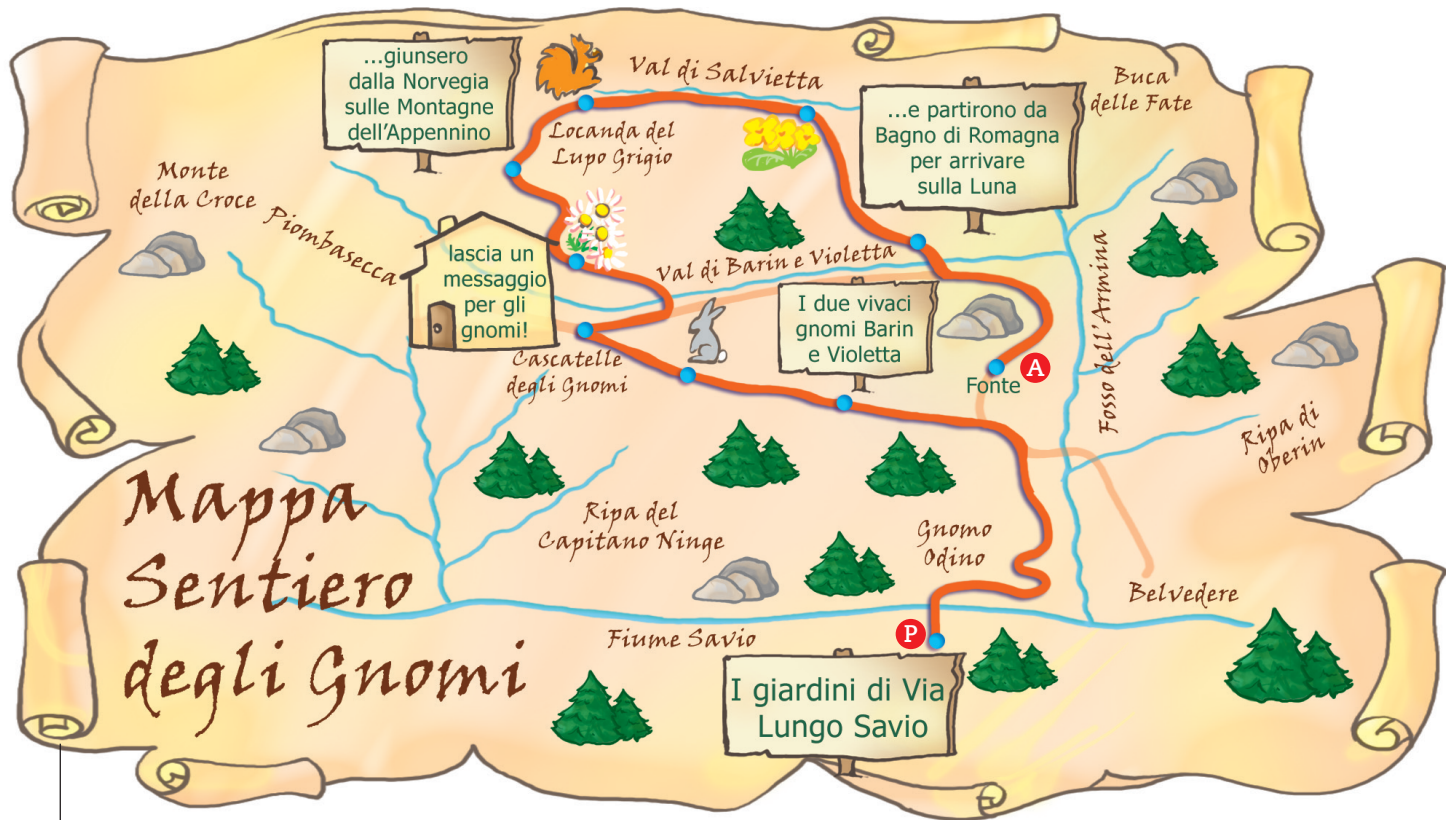 ...giunsero
dalla Norvegia
sulle Montagne
dell'Appennino
Val di Salvietta
Buca
delle Fate
...e partirono da
Bagno di Romagna
per arrivare
sulla Luna
Locanda del
Lupo Grigio
Monte
della Croce
Piombasecca
lascia un
messaggio
per gli
gnomi!
Val di Barin e Violetta
I due vivaci
gnomi Barin
e Violetta
Fosso dell'Armina
Cascatelle
degli Gnomi
A
Fonte
Ripa di
Oberin
Mappa
Sentiero
degli Gnomi
Ripa del
Capitano Ninge
Gnomo
Odino
Belvedere
Fiume Savio
P
I giardini di Via
Lungo Savio